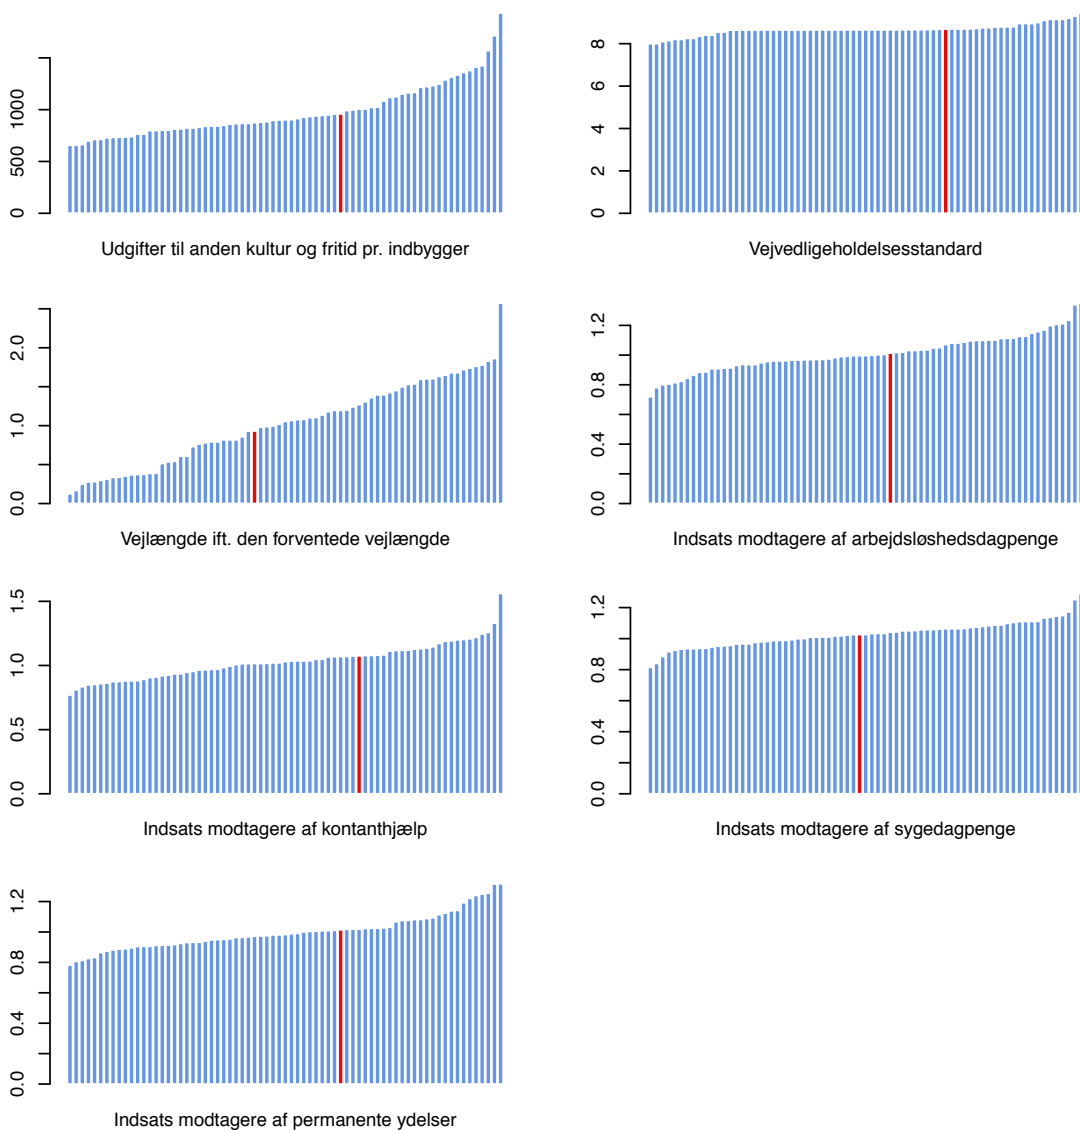 0 500 1000
Udgifter til anden kultur og fritid pr. indbygger
0 2 4 6 8
Vejvedligeholdelsesstandard
0.0 1.0 2.0
Vejlængde ift. den forventede vejlængde
0.0 0.4 0.8 1.2
Indsats modtagere af arbejdsløshedsdagpenge
0.0 0.5 1.0 1.5
Indsats modtagere af kontanthjælp
0.0 0.4 0.8 1.2
Indsats modtagere af sygedagpenge
0.0 0.4 0.8 1.2
Indsats modtagere af permanente ydelser